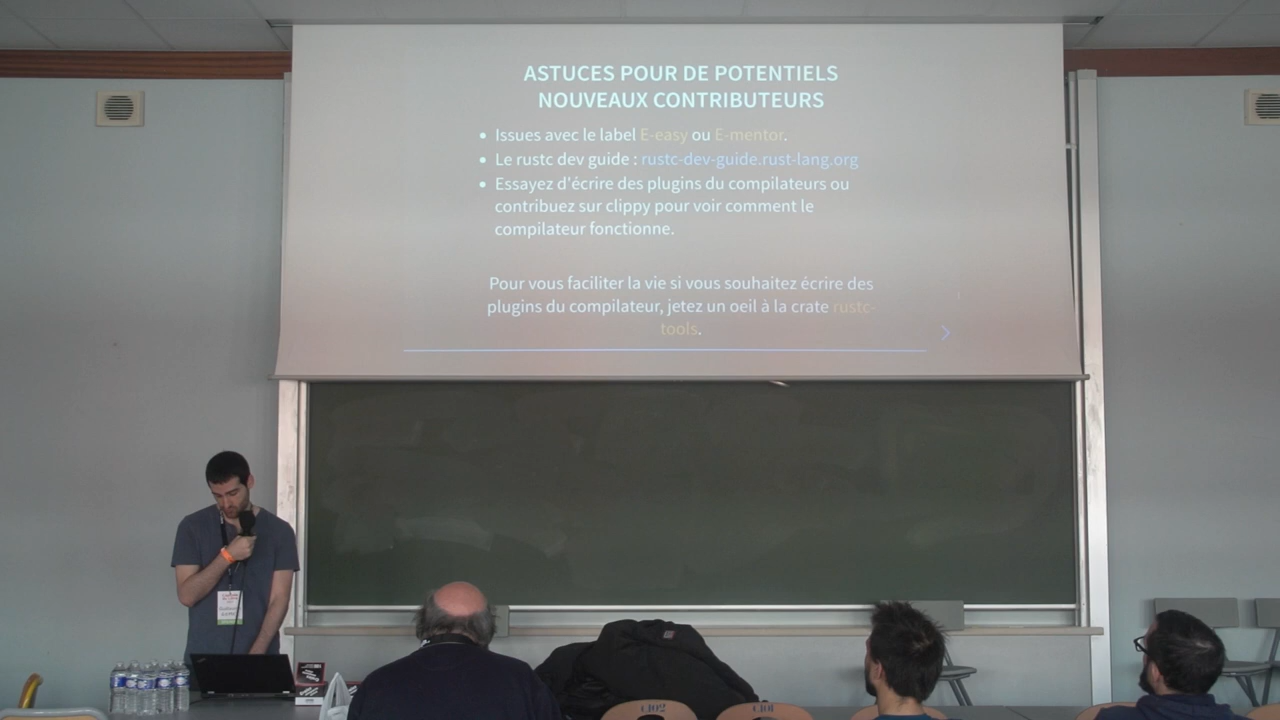 ASTUCES POUR DE POTENTIELS
NOUVEAUX CONTRIBUTEURS
• Issues avec le label E-easy ou E-mentor.
• Le rustc dev guide : rustc-dev-guide.rust-lang.org
• Essayez d'écrire des plugins du compilateurs ou
contribuez sur clippy pour voir comment le
compilateur fonctionne.
Pour vous faciliter la vie si vous souhaitez écrire des
plugins du compilateur, jetez un oeil à la crate rustc-
tools.